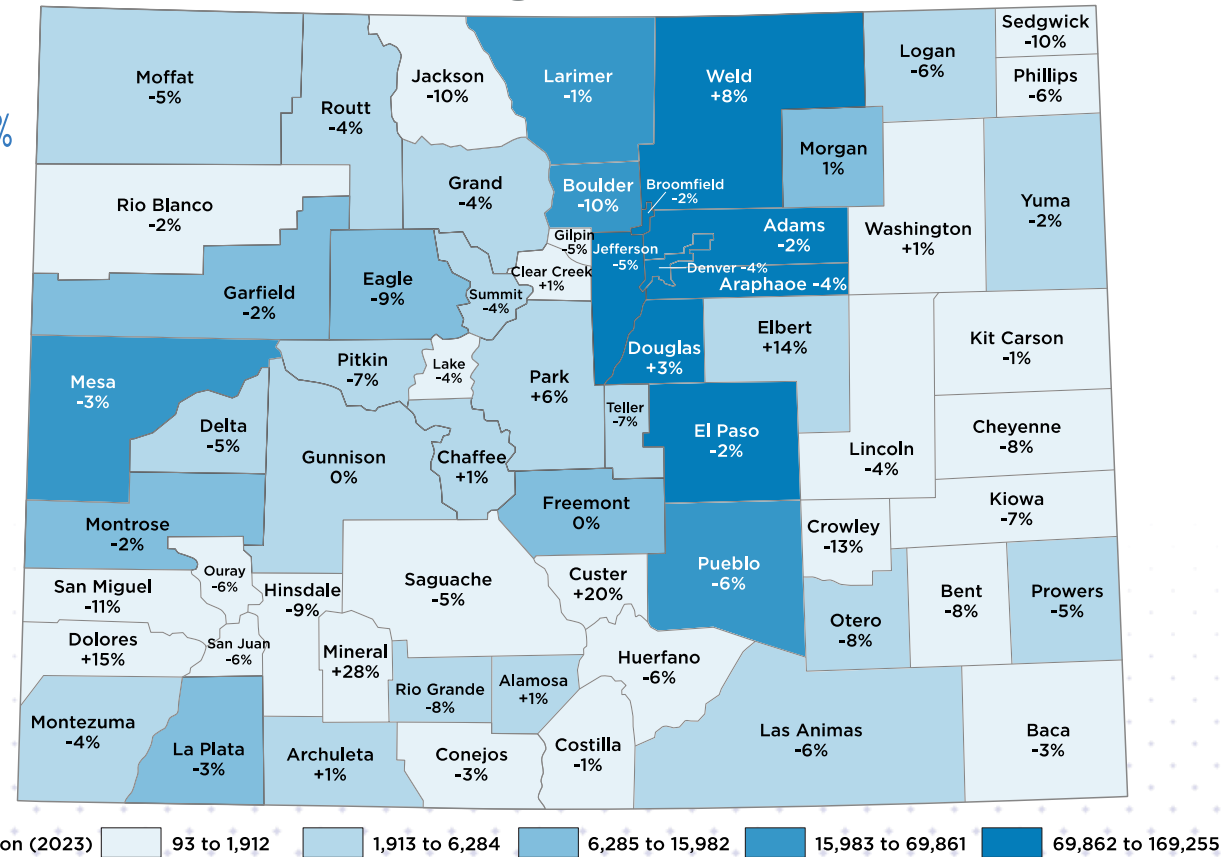 Sedgwick
-10%
Logan
-6%
Moffat
-5%
Jackson
-10%
Larimer
-1%
Weld
+8%
Phillips
-6%
Routt
-4%
%
Morgan
1%
Grand
-4%
Boulder
-10%
Broomfield
-2%
Rio Blanco
-2%
Yuma
-2%
Washington
+1%
Adams
-2%
Gilpin
-5%
Jefferson
-5%
Clear Creek
+1%
Denver -4%
Araphaoe -4%
Eagle
-9%
Garfield
-2%
Summit
-4%
Elbert
+14%
Kit Carson
-1%
Douglas
+3%
Pitkin
-7%
Lake
-4%
Park
+6%
Mesa
-3%
Teller
-7%
Delta
-5%
El Paso
-2%
Cheyenne
-8%
Gunnison
0%
Chaffee
+1%
Lincoln
-4%
Freemont
0%
Kiowa
-7%
Montrose
-2%
Crowley
-13%
Pueblo
-6%
Ouray
-6%
San Miguel
-11%
Hinsdale
-9%
Saguache
-5%
Custer
+20%
Bent
-8%
Prowers
-5%
Otero
-8%
Dolores
+15%
San Juan
-6%
Mineral
+28%
Huerfano
-6%
Rio Grande
-8%
Alamosa
+1%
Montezuma
-4%
La Plata
-3%
Archuleta
+1%
Conejos
-3%
Costilla
-1%
Las Animas
-6%
Baca
-3%
on (2023) 93 to 1,912 1,913 to 6,284 6,285 to 15,982 15,983 to 69,861 69,862 to 169,255